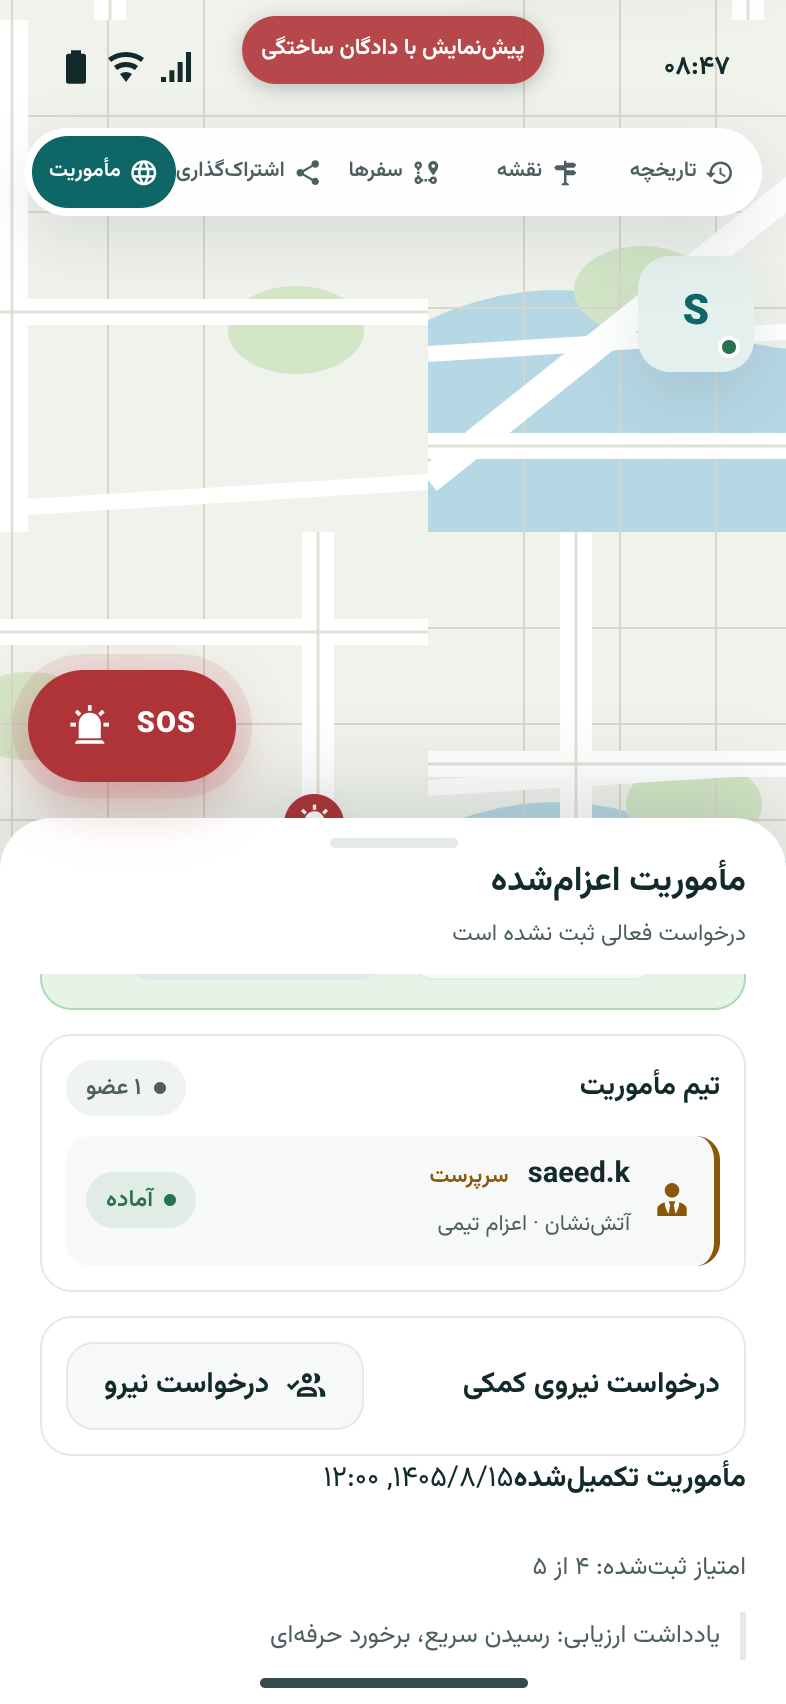 پیش‌نمایش با دادگان ساختگی
۰۸:۴۷
تاریخچه
نقشه
سفرها
اشتراک‌گذاری
مأموریت
S
SOS
مأموریت اعزام‌شده
درخواست فعالی ثبت نشده است
تیم مأموریت
۱ عضو
saeed.k سرپرست
آتش‌نشان · اعزام تیمی
آماده
درخواست نیروی کمکی
درخواست نیرو
مأموریت تکمیل‌شده۱۴۰۵/۸/۱۵, ۱۲:۰۰
امتیاز ثبت‌شده: ۴ از ۵
یادداشت ارزیابی: رسیدن سریع، برخورد حرفه‌ای